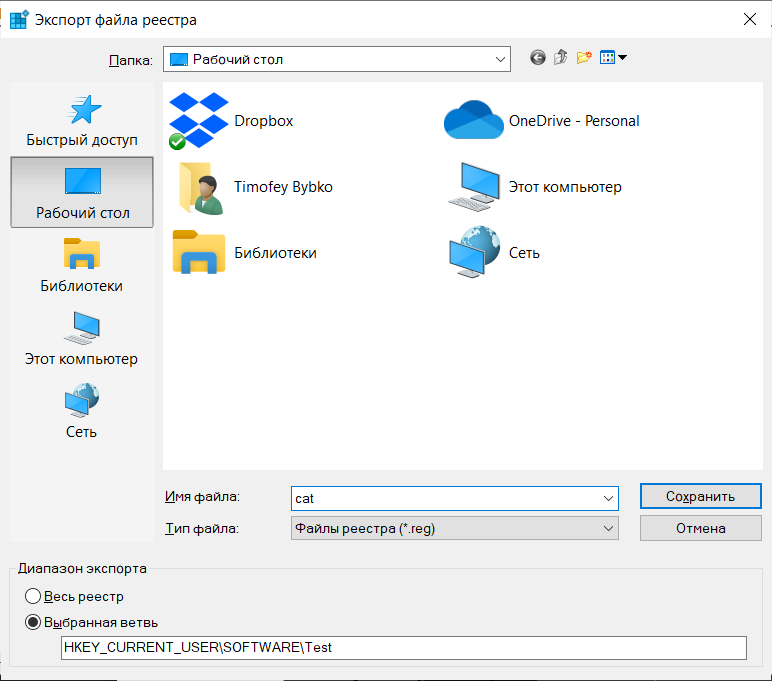 Экспорт файла реестра
Папка: Рабочий стол
Быстрый доступ
Рабочий стол
Библиотеки
Этот компьютер
Сеть
Dropbox
OneDrive - Personal
Timofey Bybko
Этот компьютер
Библиотеки
Сеть
Имя файла: cat Сохранить
Тип файла: Файлы реестра (*.reg) Отмена
Диапазон экспорта
Весь реестр
Выбранная ветвь
HKEY_CURRENT_USER\SOFTWARE\Test